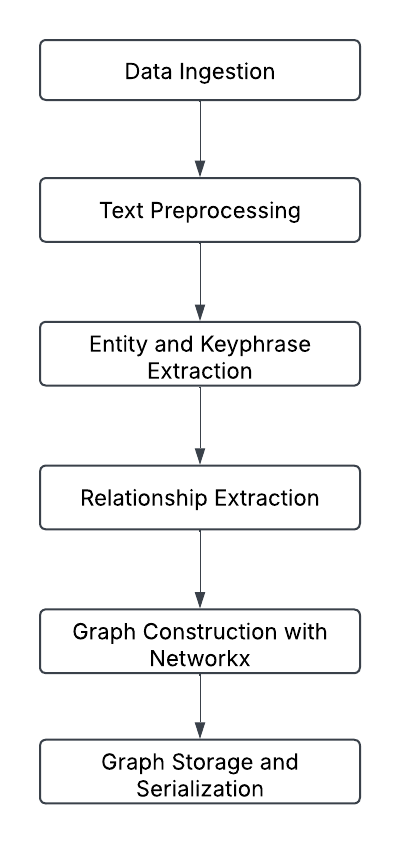 Data Ingestion
Text Preprocessing
Entity and Keyphrase
Extraction
Relationship Extraction
Graph Construction with
Networkx
Graph Storage and
Serialization